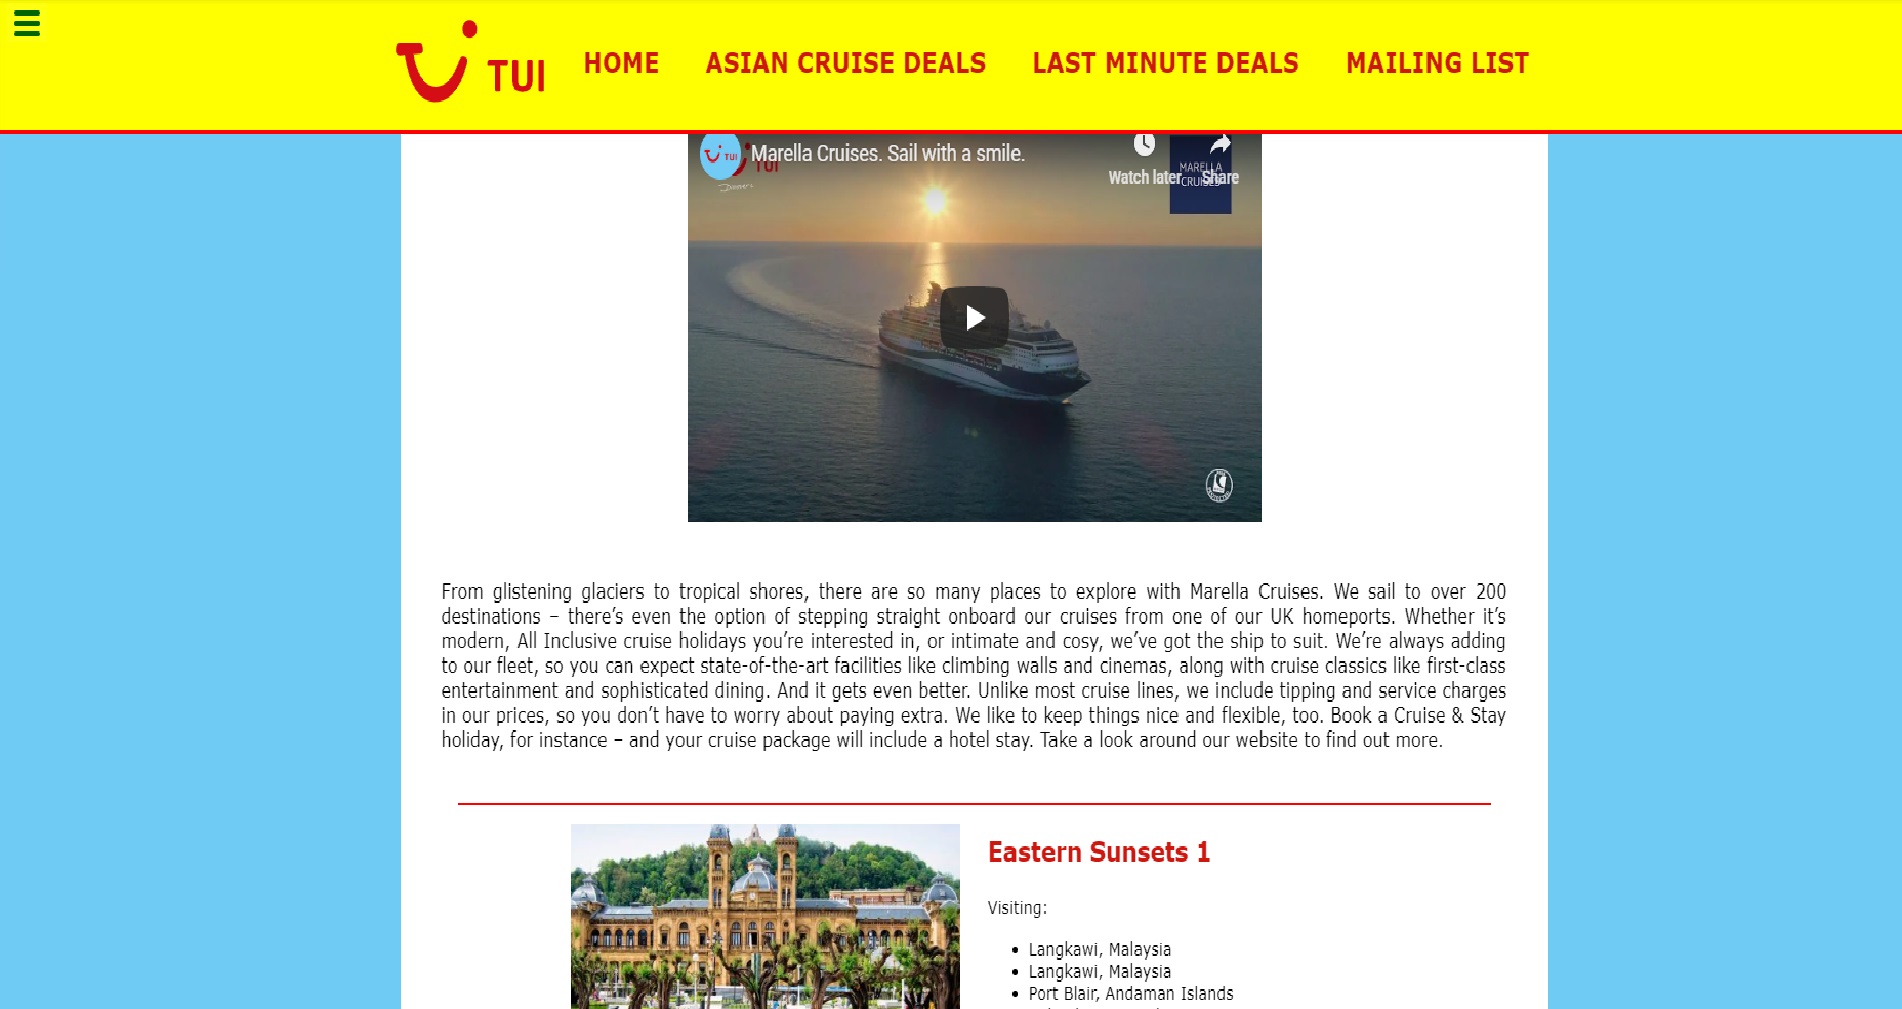 TUI HOME ASIAN CRUISE DEALS LAST MINUTE DEALS MAILING LIST
TUI Marella Cruises. Sail with a smile.
TUI
Watch later Share
MARELLA
CRUISES
From glistening glaciers to tropical shores, there are so many places to explore with Marella Cruises. We sail to over 200
destinations – there’s even the option of stepping straight onboard our cruises from one of our UK homeports. Whether it’s
modern, All Inclusive cruise holidays you’re interested in, or intimate and cosy, we’ve got the ship to suit. We’re always adding
to our fleet, so you can expect state-of-the-art facilities like climbing walls and cinemas, along with cruise classics like first-class
entertainment and sophisticated dining. And it gets even better. Unlike most cruise lines, we include tipping and service charges
in our prices, so you don’t have to worry about paying extra. We like to keep things nice and flexible, too. Book a Cruise & Stay
holiday, for instance – and your cruise package will include a hotel stay. Take a look around our website to find out more.
Eastern Sunsets 1
Visiting:
• Langkawi, Malaysia
• Langkawi, Malaysia
• Port Blair, Andaman Islands